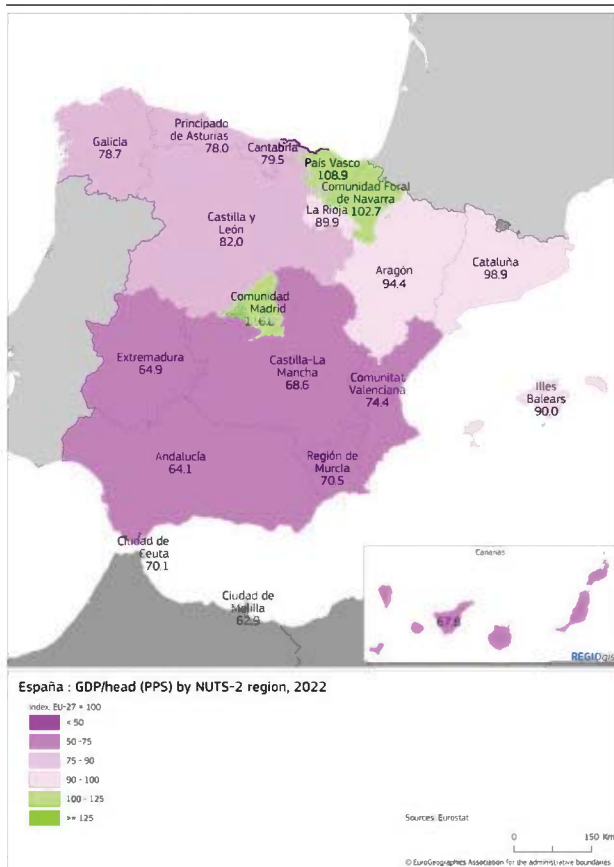 Galicia
78.7
Principado
de Asturias
78.0
Cantabria
79.5
País Vasco
108.9
Comunidad Foral
de Navarra
102.7
La Rioja
89.9
Castilla y
León
82.0
Aragón
94.4
Cataluña
98.9
Comunidad
Madrid
Extremadura
64.9
Castilla-La
Mancha
68.6
Comunitat
Valenciana
74.4
Illes
Balears
90.0
Andalucía
64.1
Región de
Murcia
70.5
Ciudad de
Ceuta
70.1
Ciudad de
Melilla
62.9
Canarias
67.8
REGIOgis
España : GDP/head (PPS) by NUTS-2 region, 2022
Index, EU-27 = 100
< 50
50 -75
75 - 90
90 - 100
100 - 125
>= 125
Sources: Eurostat
0 150 Km
© EuroGeographics Association for the administrative boundaries